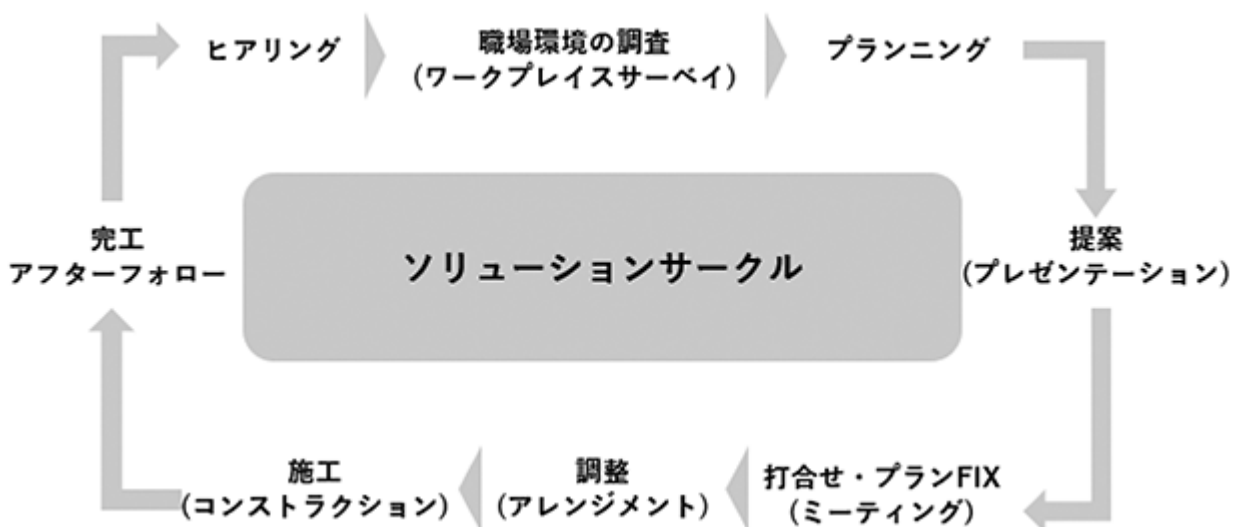 ヒアリング
職場環境の調査
(ワークプレイスサーベイ)
プランニング
提案
(プレゼンテーション)
打合せ・プランFIX
(ミーティング)
調整
(アレンジメント)
施工
(コンストラクション)
完工
アフターフォロー
ソリューションサークル